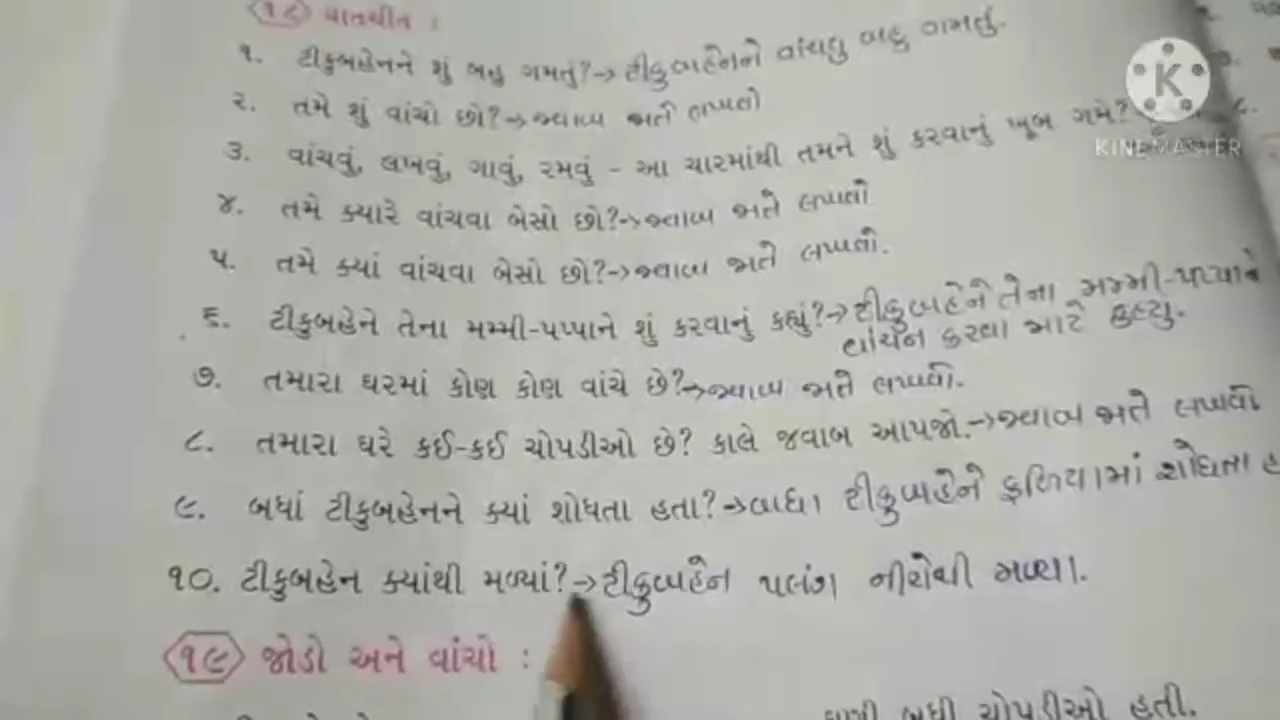 ૧૮ વાતચીત :
૧. ટીકુબહેનને શું બહુ ગમતું?→ ટીકુબહેનને વાંચવુ બહુ ગમતું.
૨. તમે શું વાંચો છો?→ જવાબ જાતે લખવો
૩. વાંચવું, લખવું, ગાવું, રમવું - આ ચારમાંથી તમને શું કરવાનું ખૂબ ગમે?
૪. તમે ક્યારે વાંચવા બેસો છો?→ જવાબ જાતે લખવો
૫. તમે ક્યાં વાંચવા બેસો છો?→ જવાબ જાતે લખવો.
૬. ટીકુબહેને તેના મમ્મી-પપ્પાને શું કરવાનું કહ્યું?→ ટીકુબહેને તેના મમ્મી-પપ્પાને
વાંચન કરવા માટે કહ્યુ.
૭. તમારા ઘરમાં કોણ કોણ વાંચે છે?→ જવાબ જાતે લખવો.
૮. તમારા ઘરે કઈ-કઈ ચોપડીઓ છે? કાલે જવાબ આપજો.→ જવાબ જાતે લખવો
૯. બધાં ટીકુબહેનને ક્યાં શોધતા હતા?→ બાધા ટીકુબહેને ફળિયામાં શોધતા હ
૧૦. ટીકુબહેન ક્યાંથી મળ્યાં?→ ટીકુબહેન પલંગ નીચેથી મળ્યા.
૧૯ જોડો અને વાંચો :
બધી ચોપડીઓ હતી.
KINEMASTER